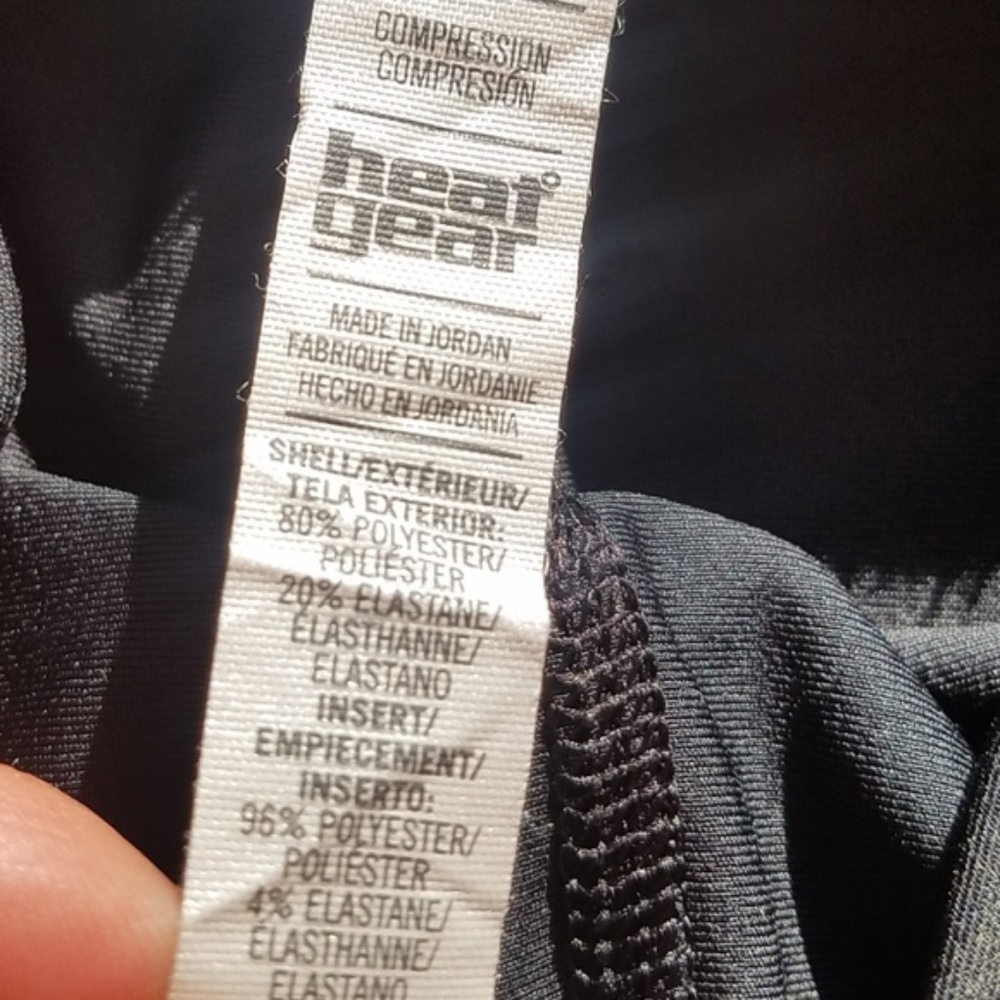 COMPRESSION
COMPRESIÓN
heat°
gear
MADE IN JORDAN
FABRIQUÉ EN JORDANIE
HECHO EN JORDANIA
SHELL/EXTÉRIEUR/
TELA EXTERIOR:
80% POLYESTER/
POLIÉSTER
20% ELASTANE/
ÉLASTHANNE/
ELASTANO
INSERT/
EMPIECEMENT/
INSERTO:
96% POLYESTER/
POLIÉSTER
4% ELASTANE/
ÉLASTHANNE/
ELASTANO